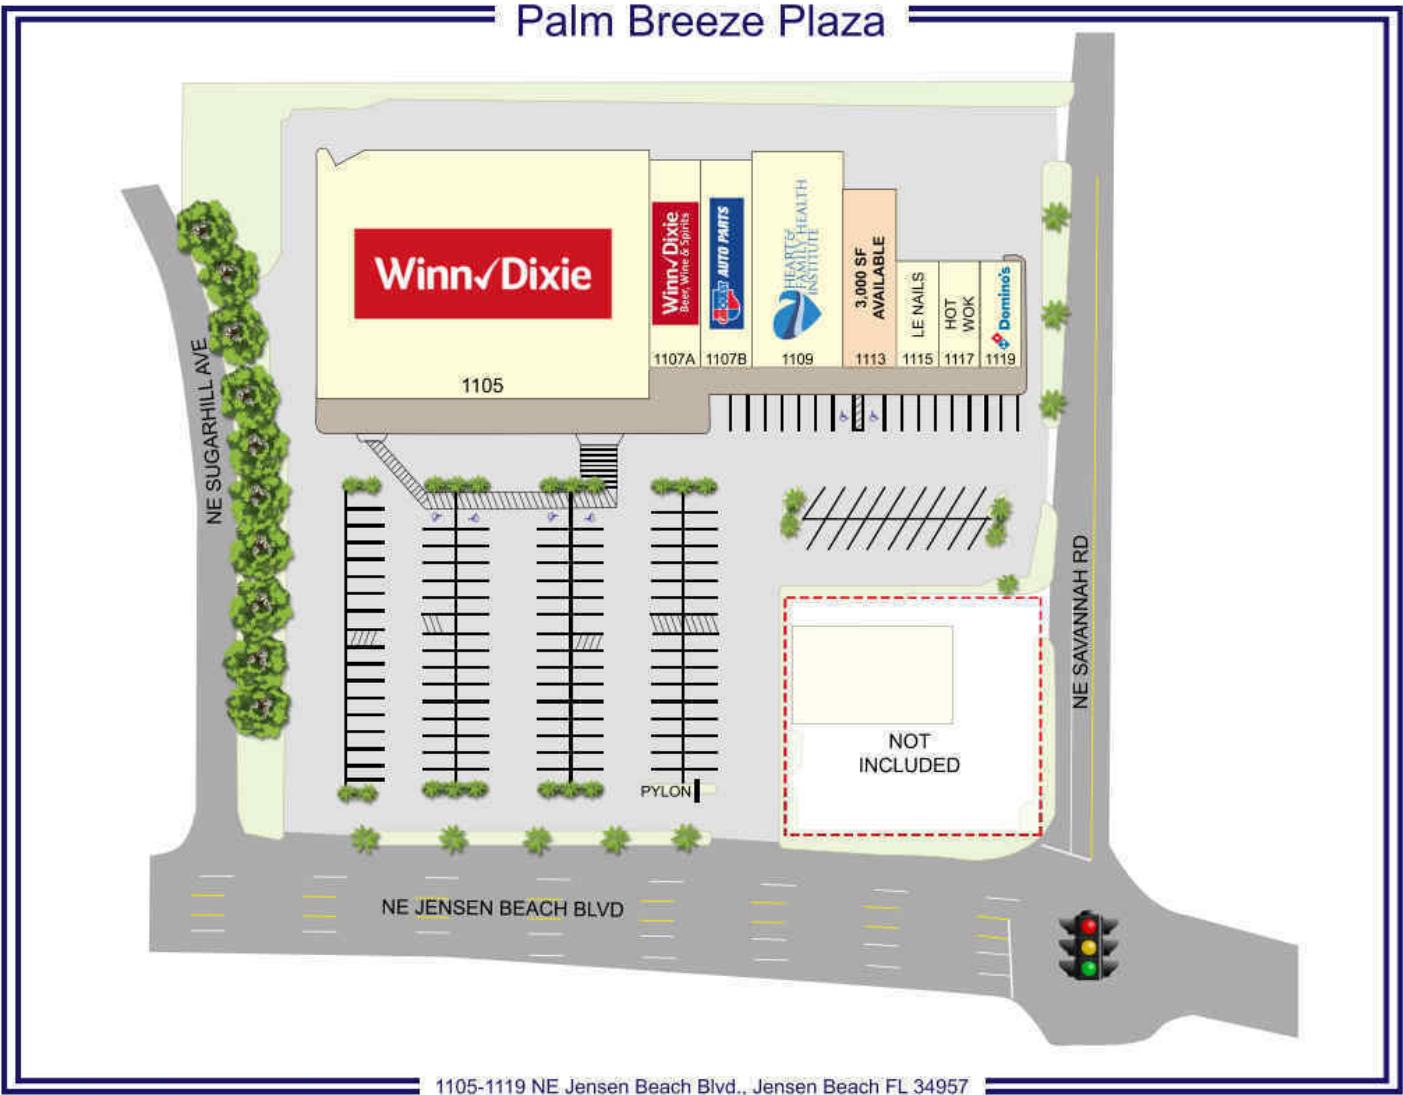 Palm Breeze Plaza
Winn✓Dixie
1105
Winn✓Dixie
Beer, Wine & Spirits
1107A
AUTO PARTS
1107B
HEART &
FAMILY HEALTH
INSTITUTE
1109
3,000 SF
AVAILABLE
1113
LE NAILS
1115
HOT
WOK
1117
Domino's
1119
NE SUGARHILL AVE
NE SAVANNAH RD
NOT
INCLUDED
PYLON
NE JENSEN BEACH BLVD
1105-1119 NE Jensen Beach Blvd., Jensen Beach FL 34957